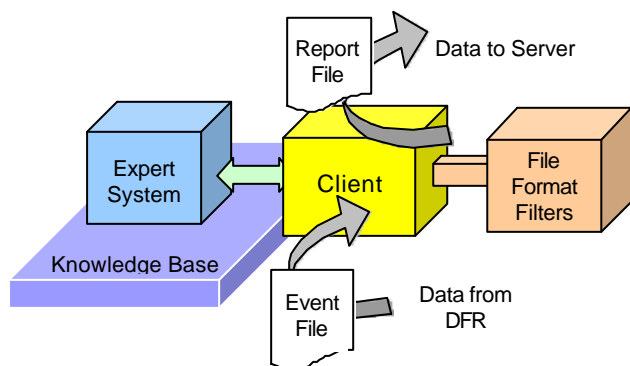 Report
File
Data to Server
Expert
System
Client
File
Format
Filters
Knowledge Base
Event
File
Data from
DFR